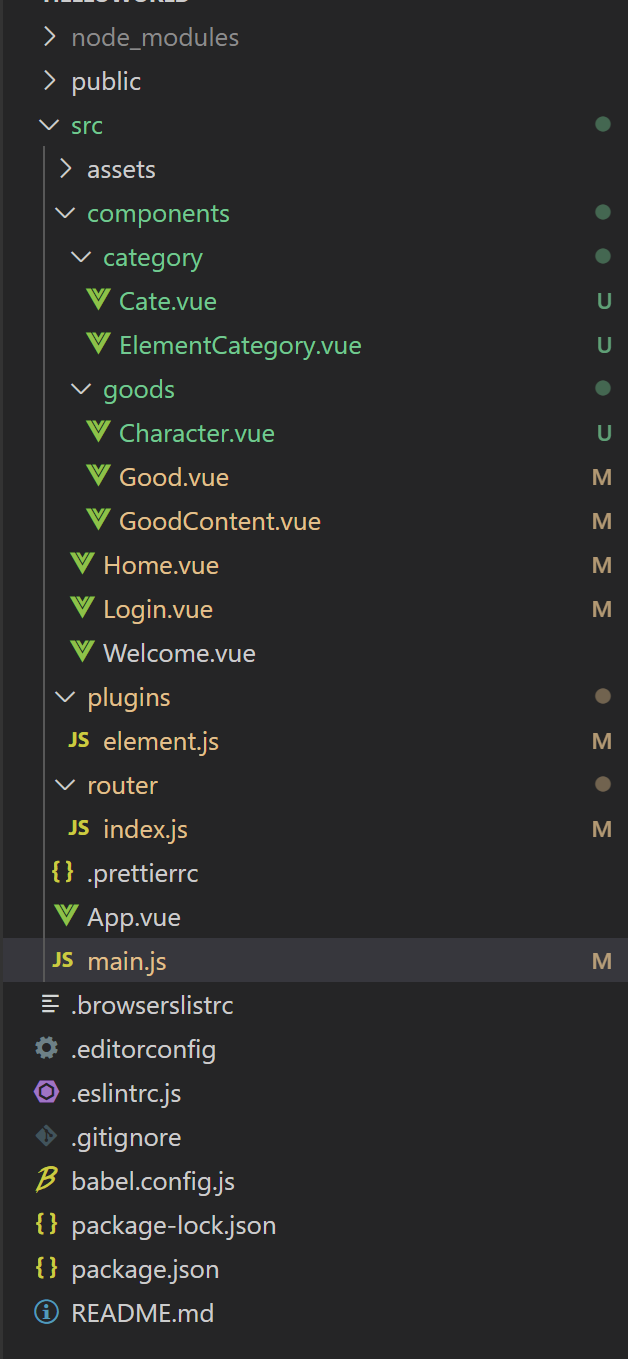 HELLOWORLD
node_modules
public
src
assets
components
category
Cate.vue U
ElementCategory.vue U
goods
Character.vue U
Good.vue M
GoodContent.vue M
Home.vue M
Login.vue M
Welcome.vue
plugins
JS element.js M
router
JS index.js M
{} .prettierrc
App.vue
JS main.js M
.browserslistrc
.editorconfig
.eslintrc.js
.gitignore
B babel.config.js
{} package-lock.json
{} package.json
README.md